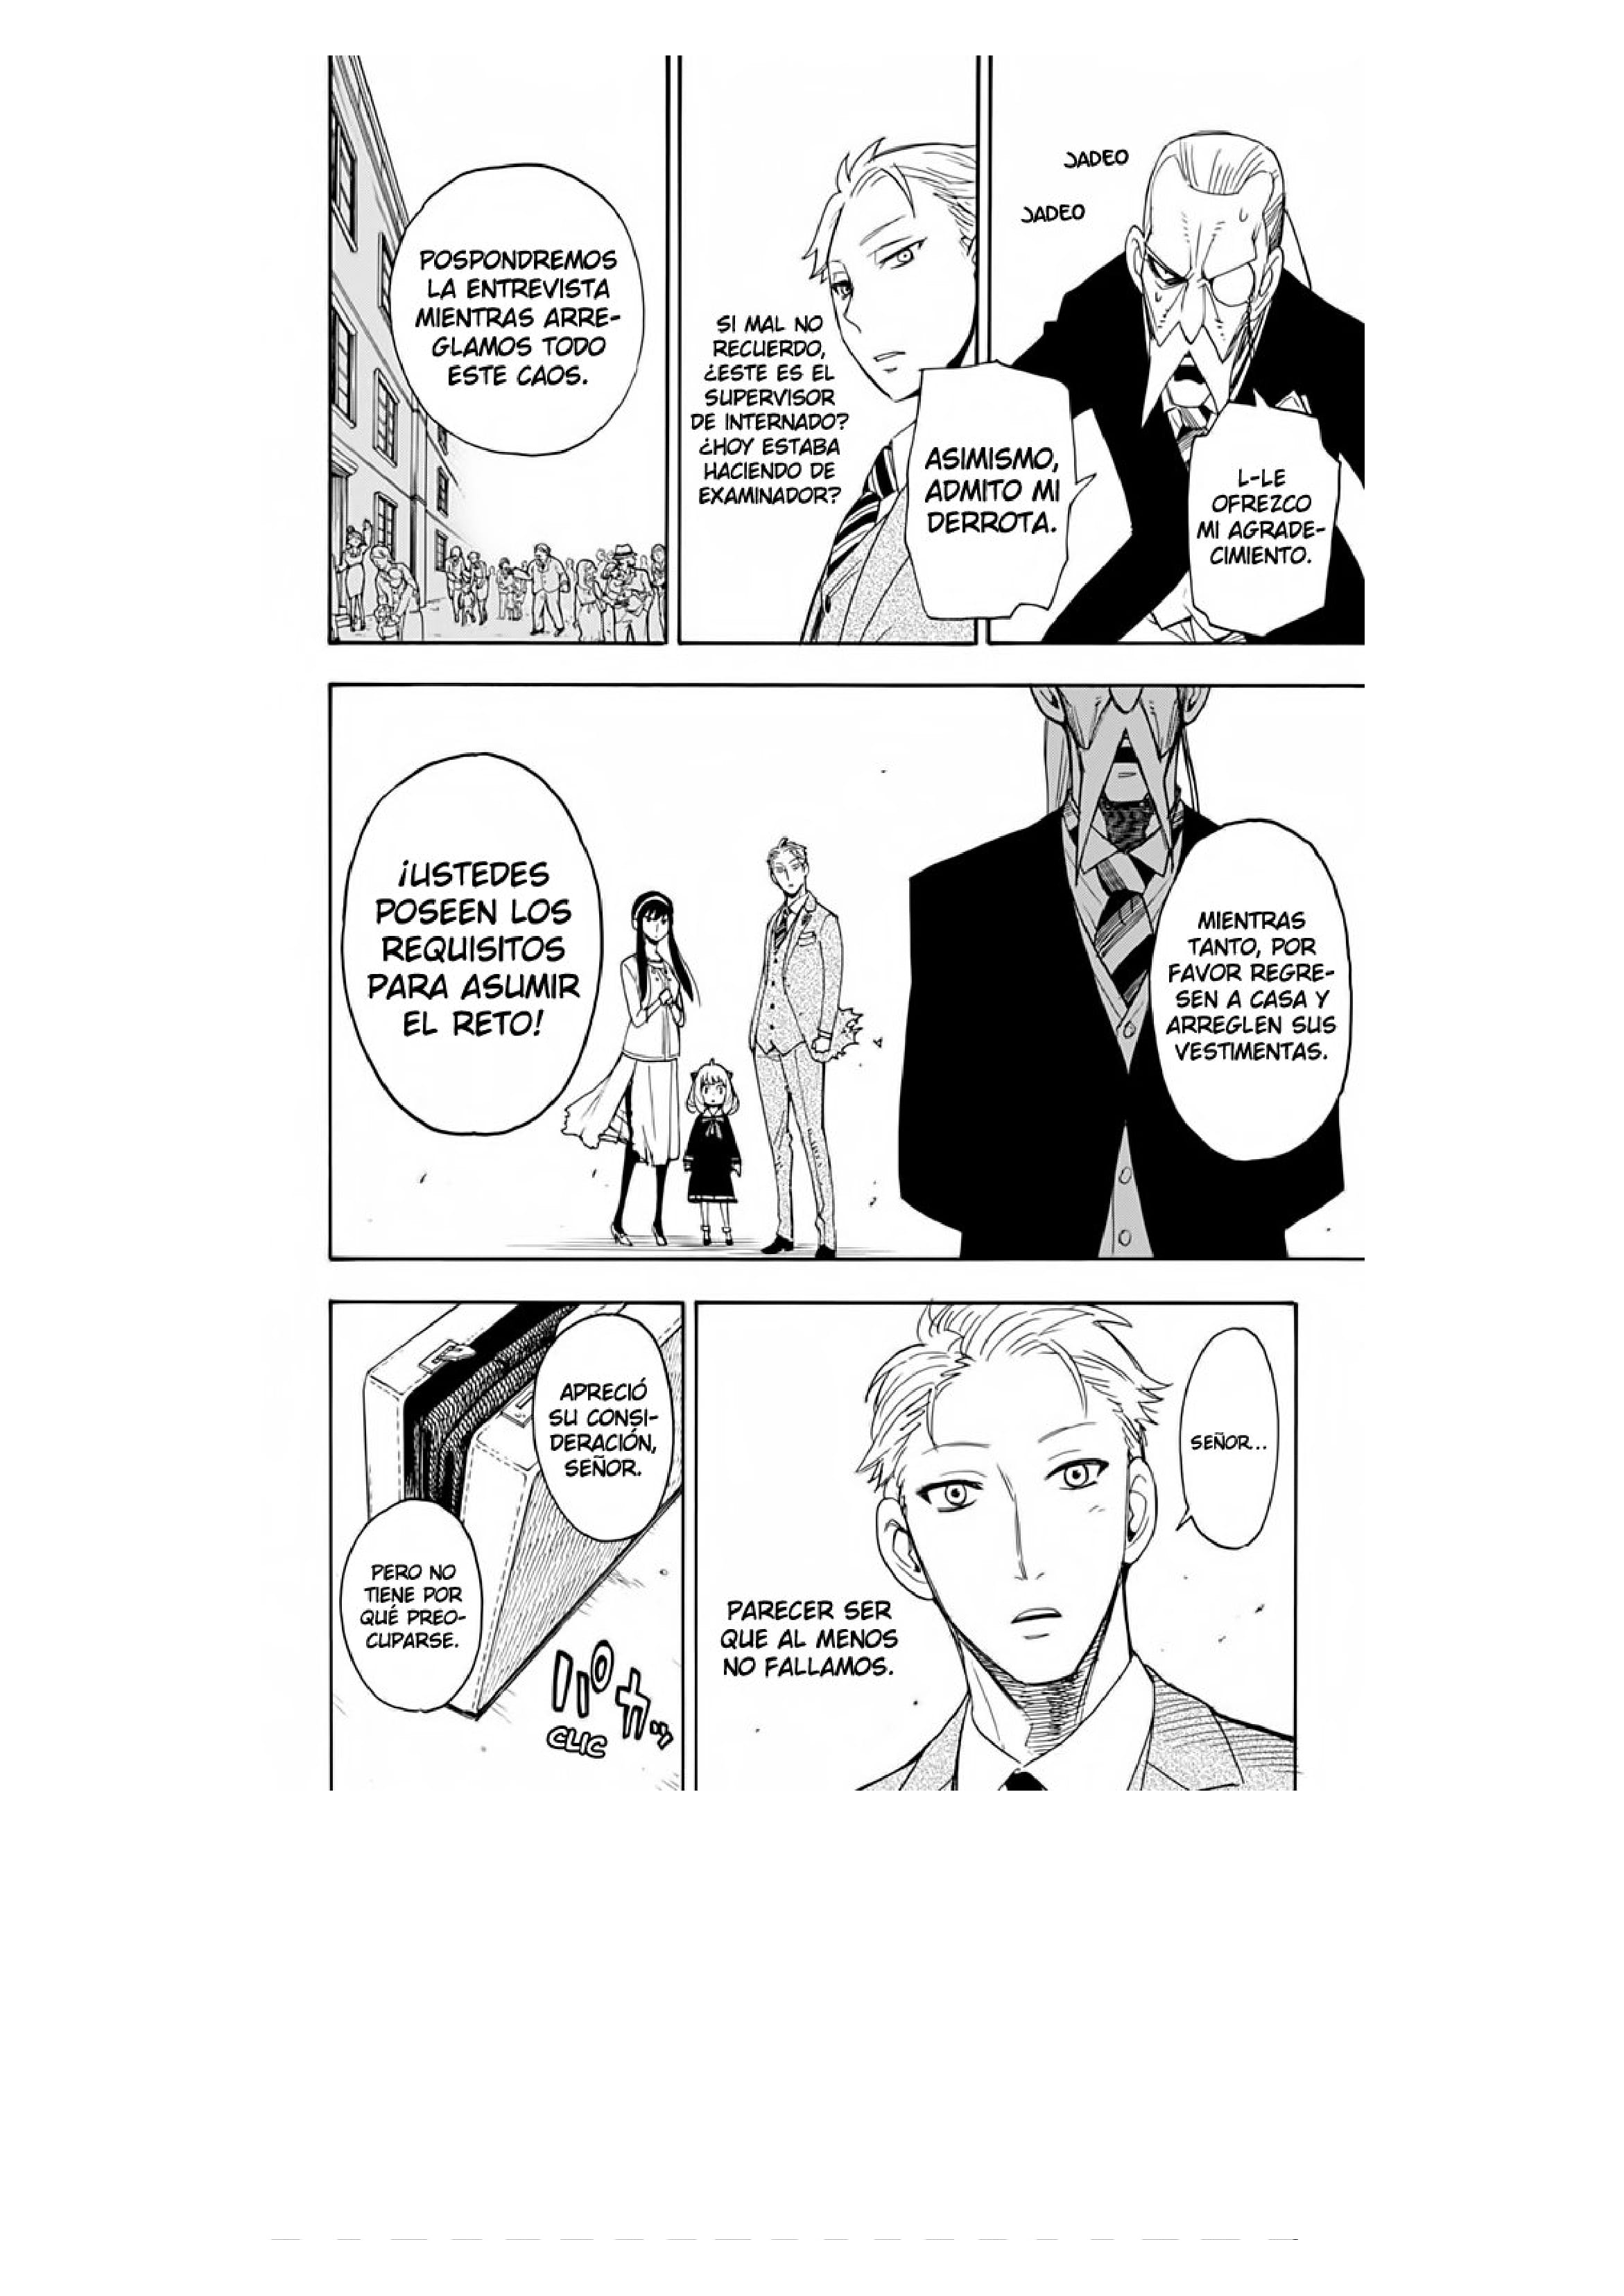 JADEO
JADEO
L-LE
OFREZCO
MI AGRADE-
CIMIENTO.
ASIMISMO,
ADMITO MI
DERROTA.
SI MAL NO
RECUERDO,
¿ESTE ES EL
SUPERVISOR
DE INTERNADO?
¿HOY ESTABA
HACIENDO DE
EXAMINADOR?
POSPONDREMOS
LA ENTREVISTA
MIENTRAS ARRE-
GLAMOS TODO
ESTE CAOS.
MIENTRAS
TANTO, POR
FAVOR REGRE-
SEN A CASA Y
ARREGLEN SUS
VESTIMENTAS.
¡USTEDES
POSEEN LOS
REQUISITOS
PARA ASUMIR
EL RETO!
SEÑOR...
PARECER SER
QUE AL MENOS
NO FALLAMOS.
APRECIÓ
SU CONSI-
DERACIÓN,
SEÑOR.
PERO NO
TIENE POR
QUÉ PREO-
CUPARSE.
パカッ
CLIC